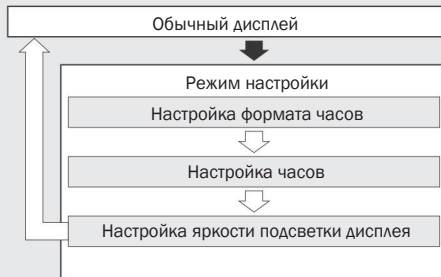 Обычный дисплей
Режим настройки
Настройка формата часов
Настройка часов
Настройка яркости подсветки дисплея